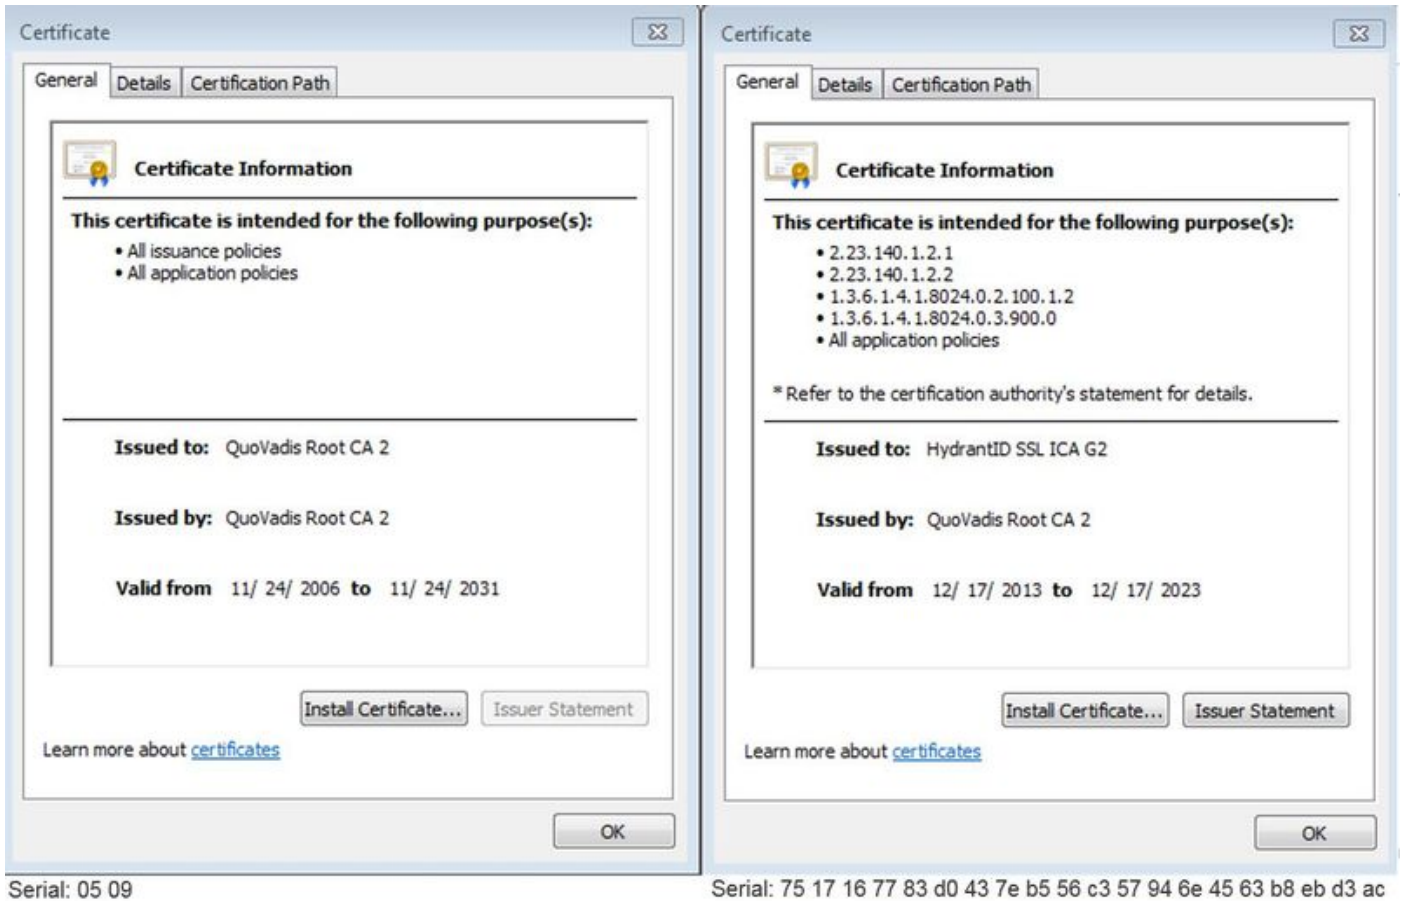 Certificate
General
Details
Certification Path
Certificate Information
This certificate is intended for the following purpose(s):
• All issuance policies
• All application policies
Issued to: QuoVadis Root CA 2
Issued by: QuoVadis Root CA 2
Valid from 11/ 24/ 2006 to 11/ 24/ 2031
Install Certificate...
Issuer Statement
Learn more about certificates
OK
Serial: 05 09
Certificate
General
Details
Certification Path
Certificate Information
This certificate is intended for the following purpose(s):
• 2.23.140.1.2.1
• 2.23.140.1.2.2
• 1.3.6.1.4.1.8024.0.2.100.1.2
• 1.3.6.1.4.1.8024.0.3.900.0
• All application policies
* Refer to the certification authority's statement for details.
Issued to: HydrantID SSL ICA G2
Issued by: QuoVadis Root CA 2
Valid from 12/ 17/ 2013 to 12/ 17/ 2023
Install Certificate...
Issuer Statement
Learn more about certificates
OK
Serial: 75 17 16 77 83 d0 43 7e b5 56 c3 57 94 6e 45 63 b8 eb d3 ac